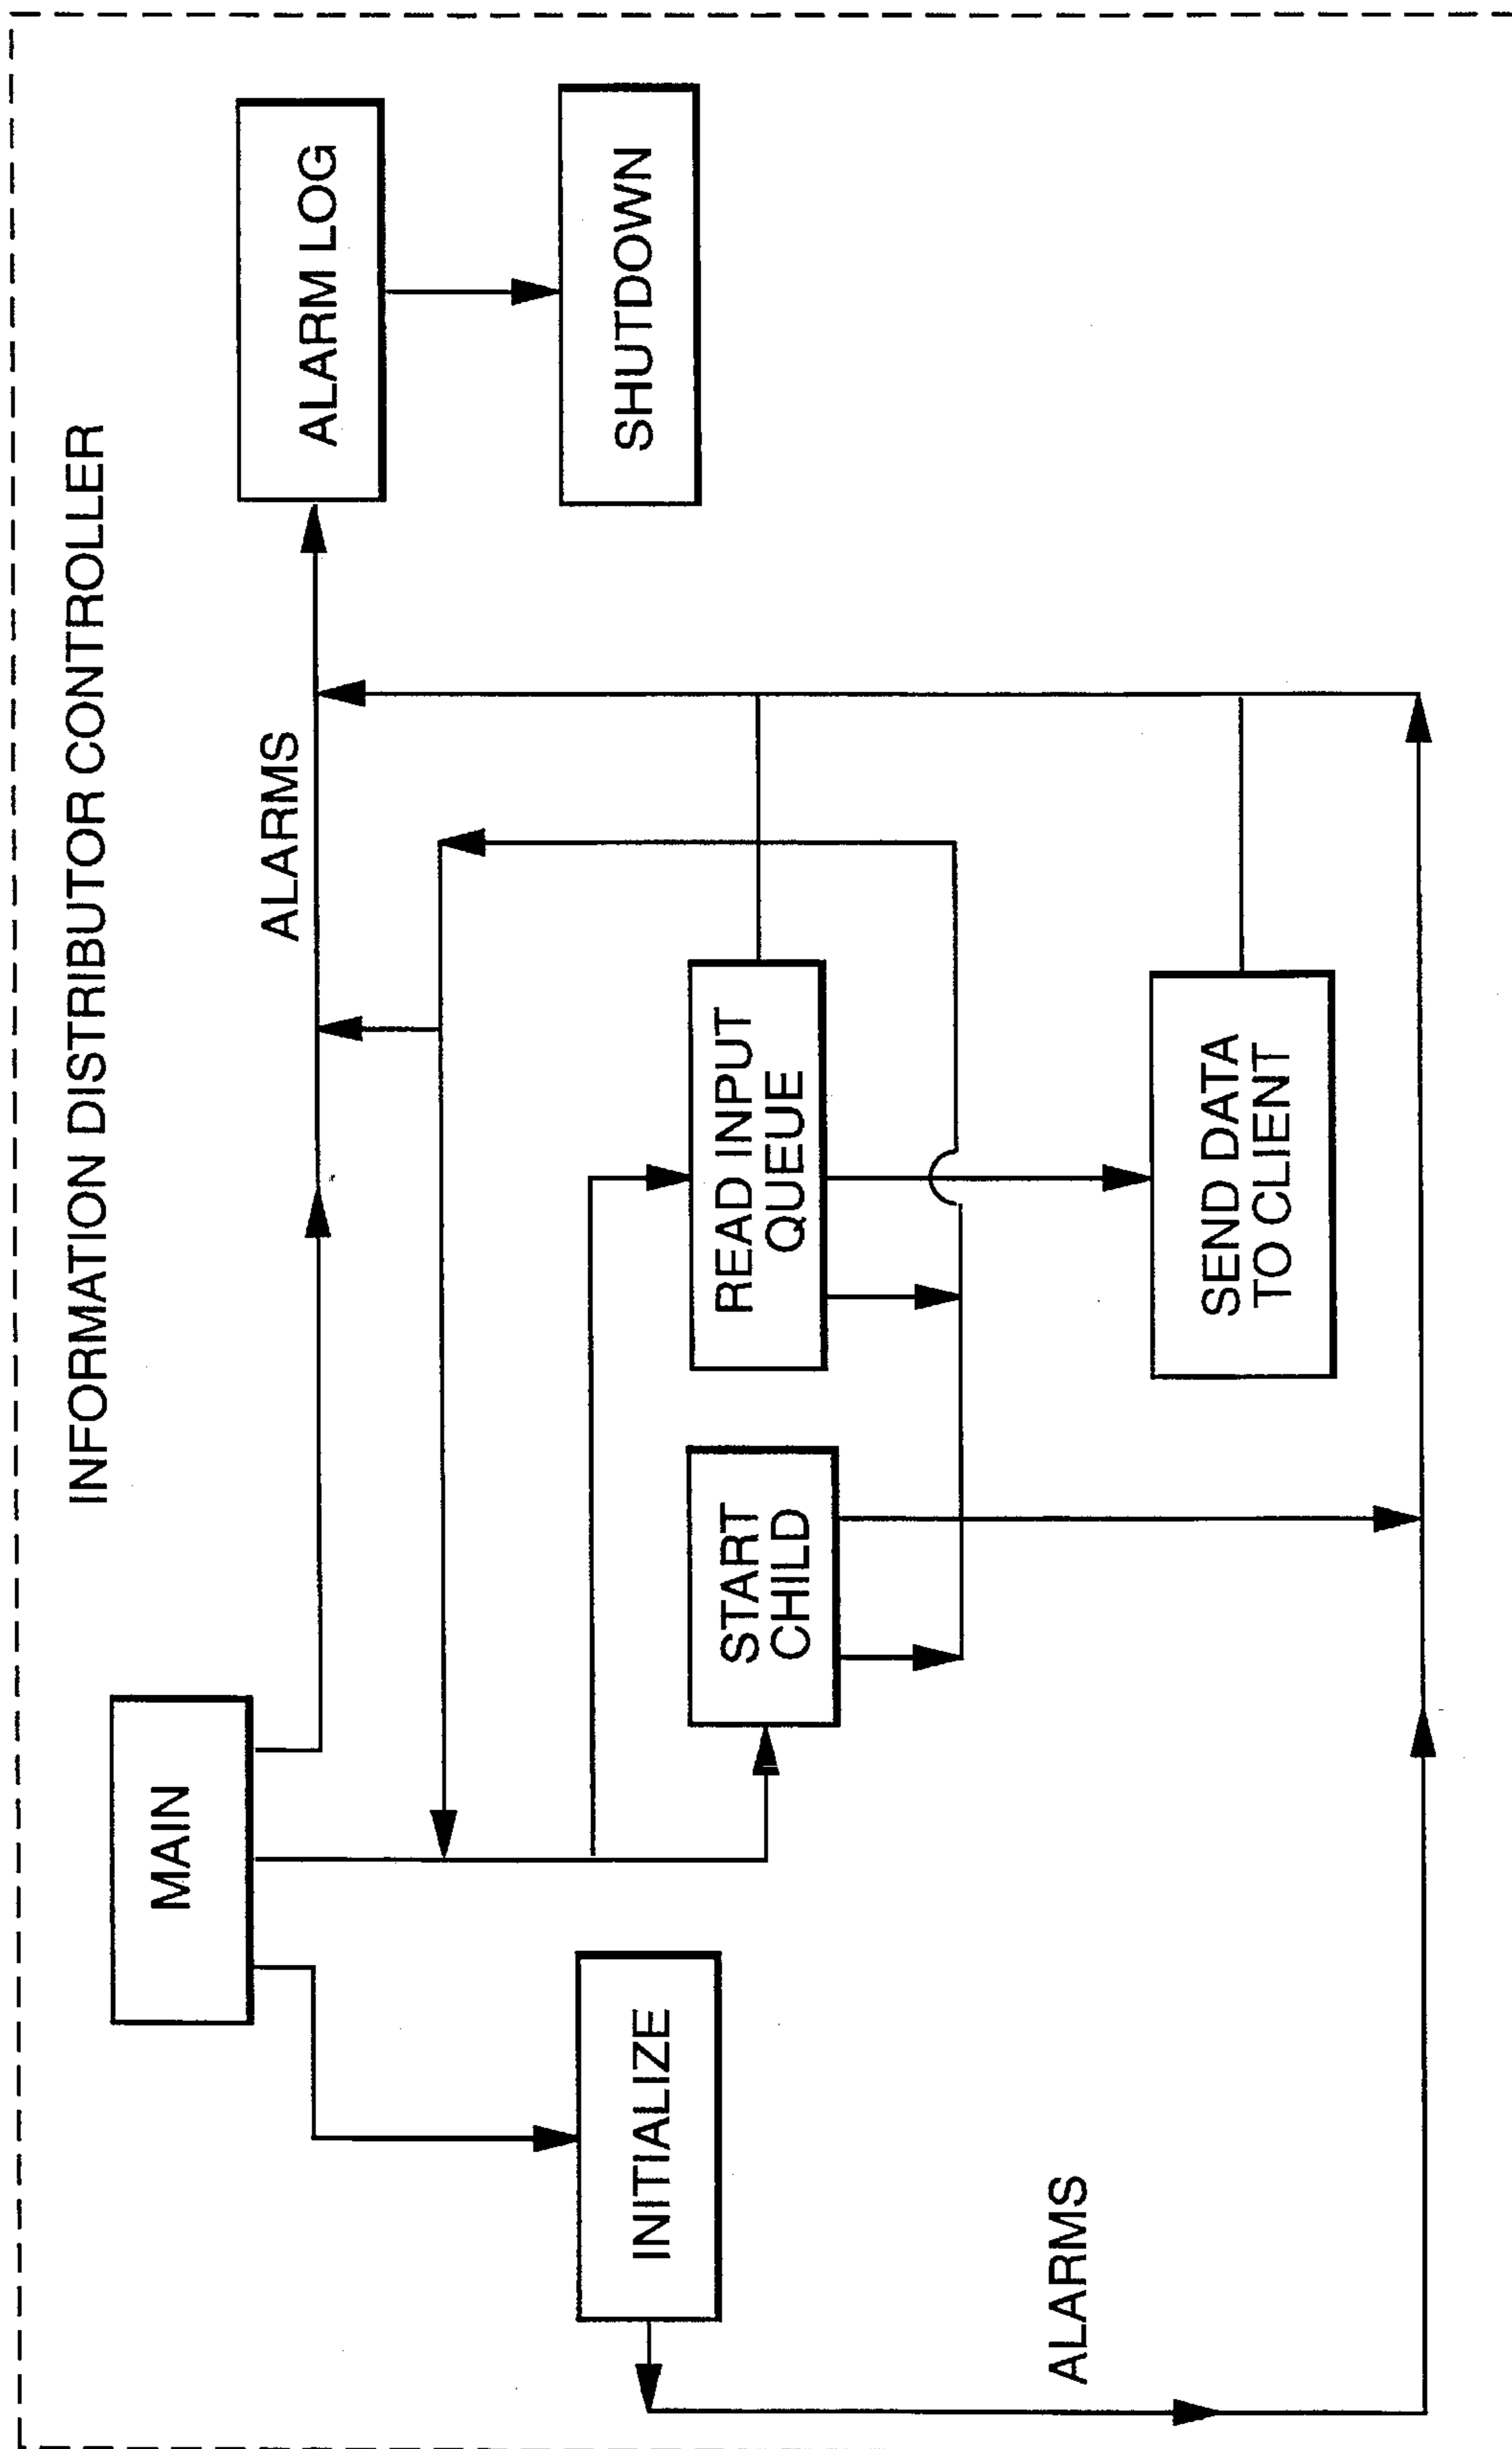 INFORMATION DISTRIBUTOR CONTROLLER
MAIN
ALARMS
ALARM LOG
INITIALIZE
START
CHILD
READ INPUT
QUEUE
SHUTDOWN
ALARMS
SEND DATA
TO CLIENT